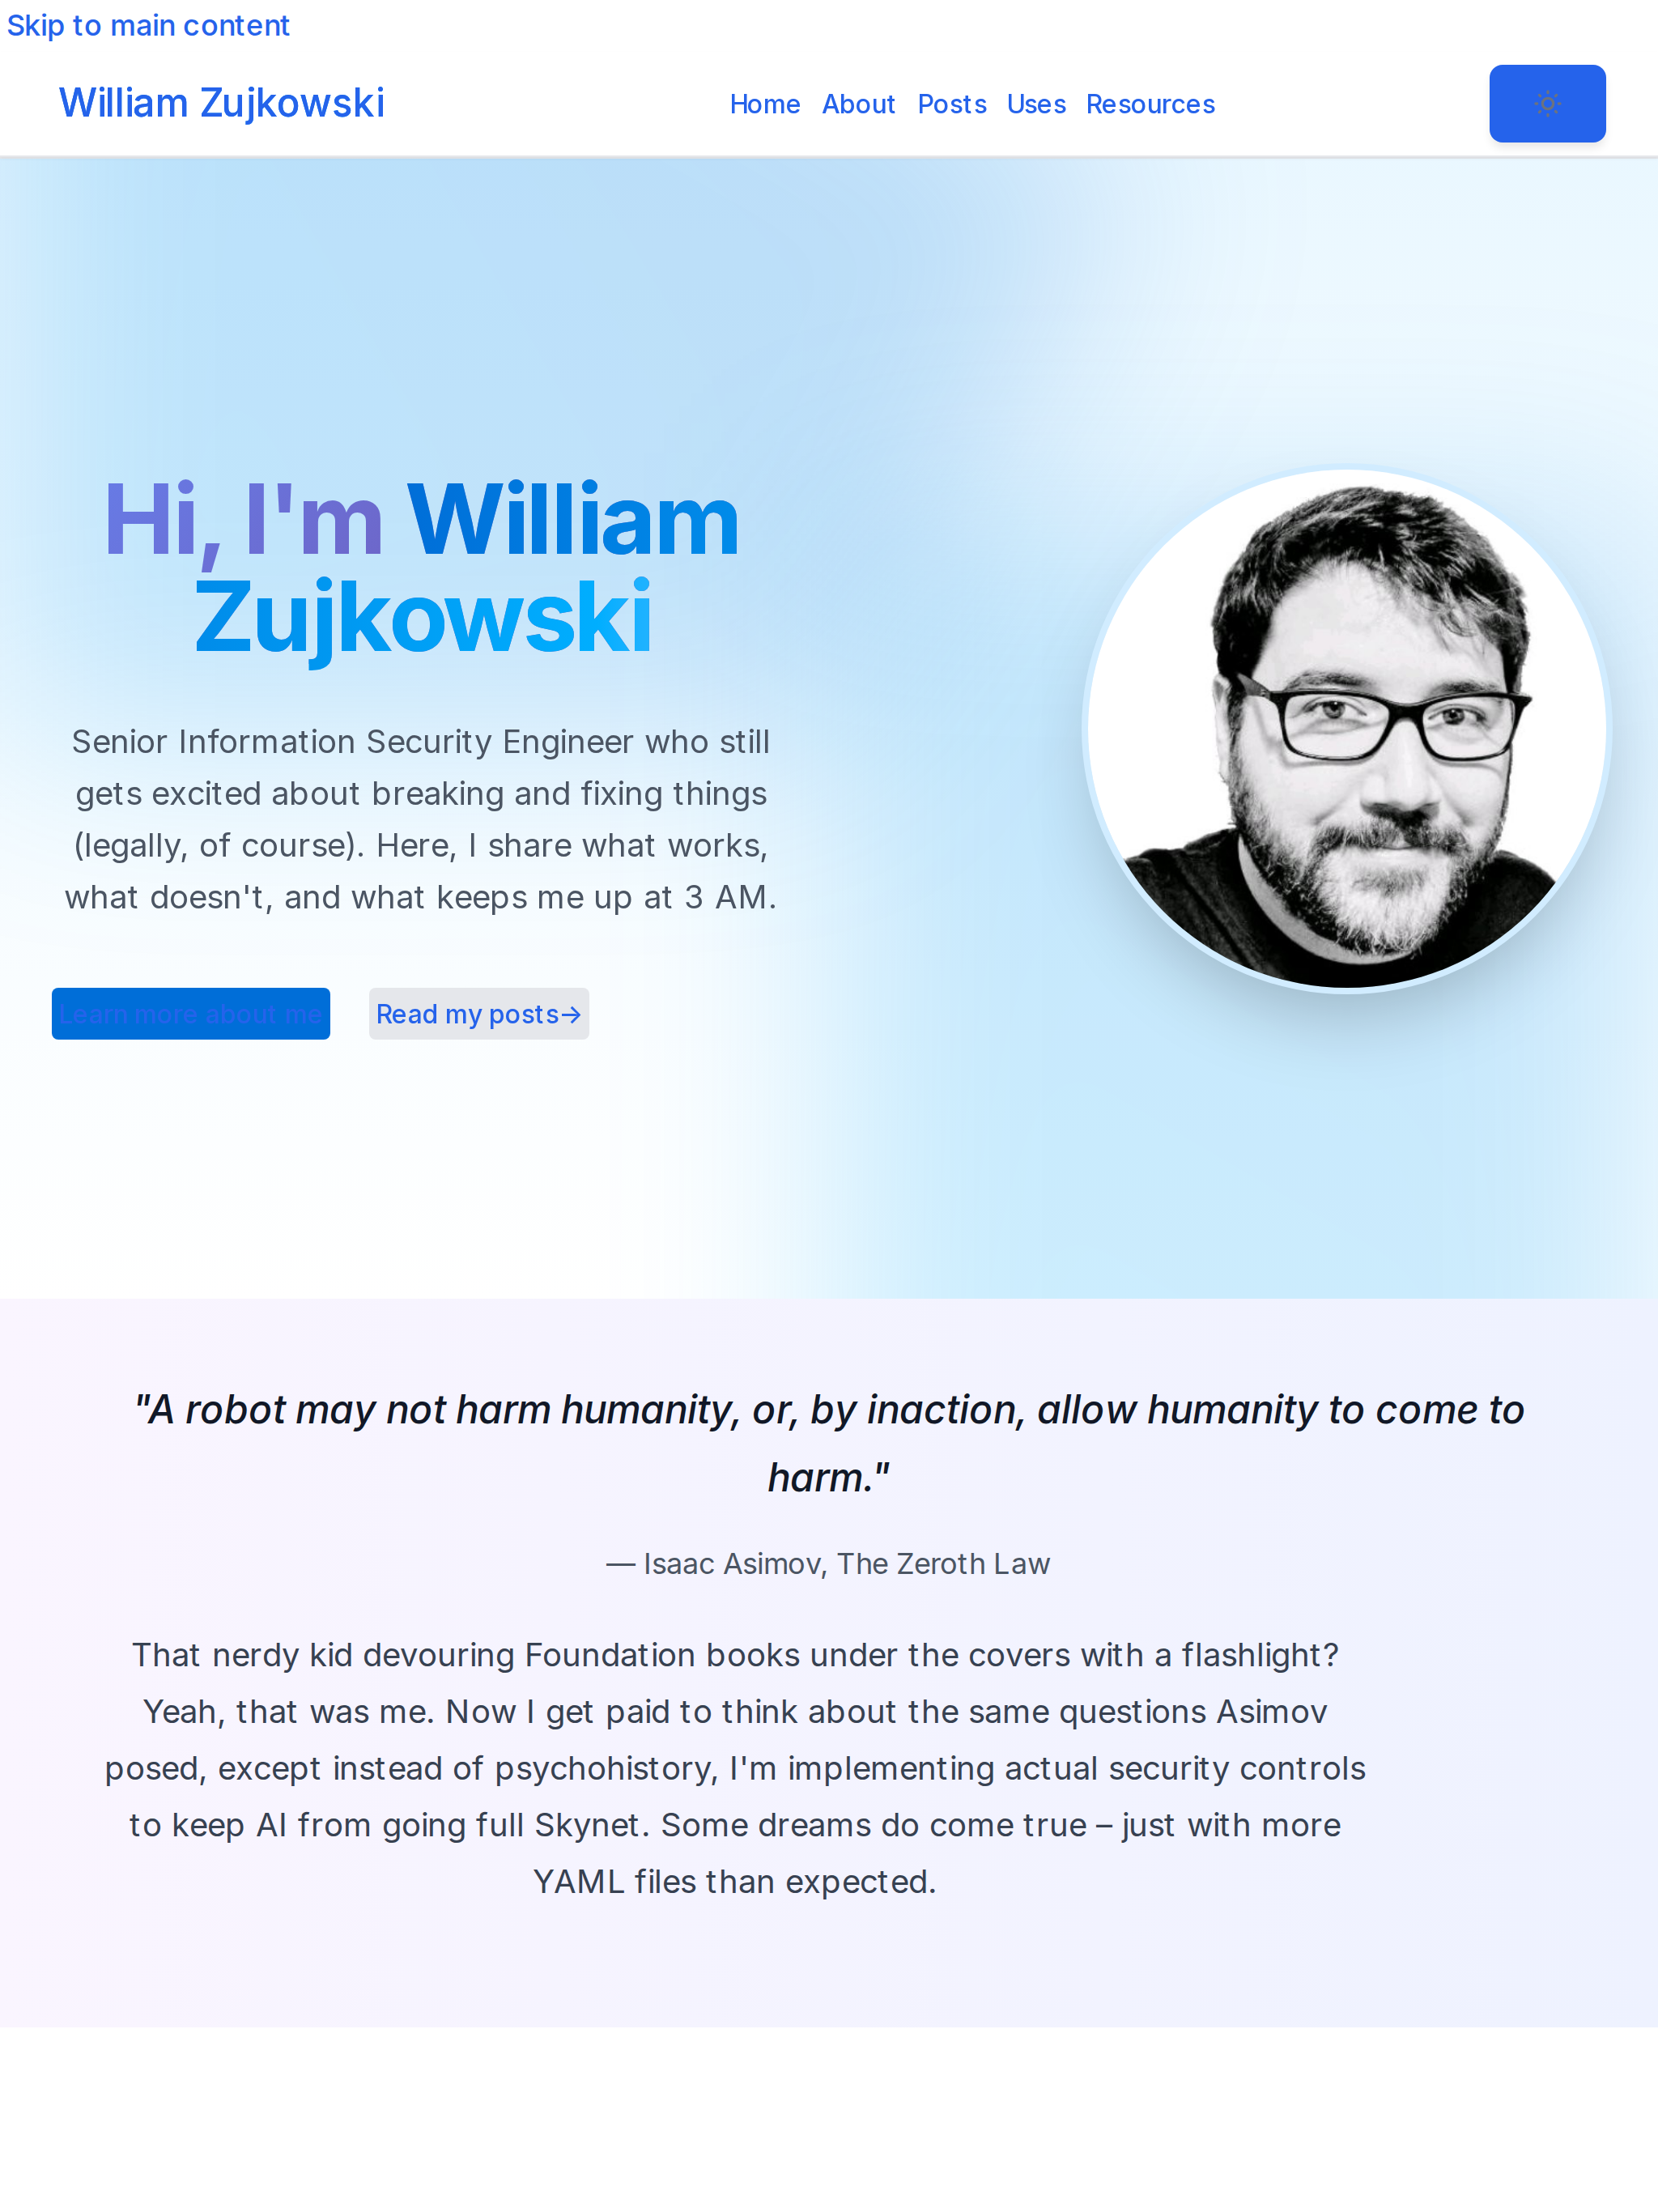 Skip to main content
William Zujkowski
Home About Posts Uses Resources
Hi, I'm William
Zujkowski
Senior Information Security Engineer who still
gets excited about breaking and fixing things
(legally, of course). Here, I share what works,
what doesn't, and what keeps me up at 3 AM.
Learn more about me
Read my posts→
"A robot may not harm humanity, or, by inaction, allow humanity to come to
harm."
— Isaac Asimov, The Zeroth Law
That nerdy kid devouring Foundation books under the covers with a flashlight?
Yeah, that was me. Now I get paid to think about the same questions Asimov
posed, except instead of psychohistory, I'm implementing actual security controls
to keep AI from going full Skynet. Some dreams do come true – just with more
YAML files than expected.